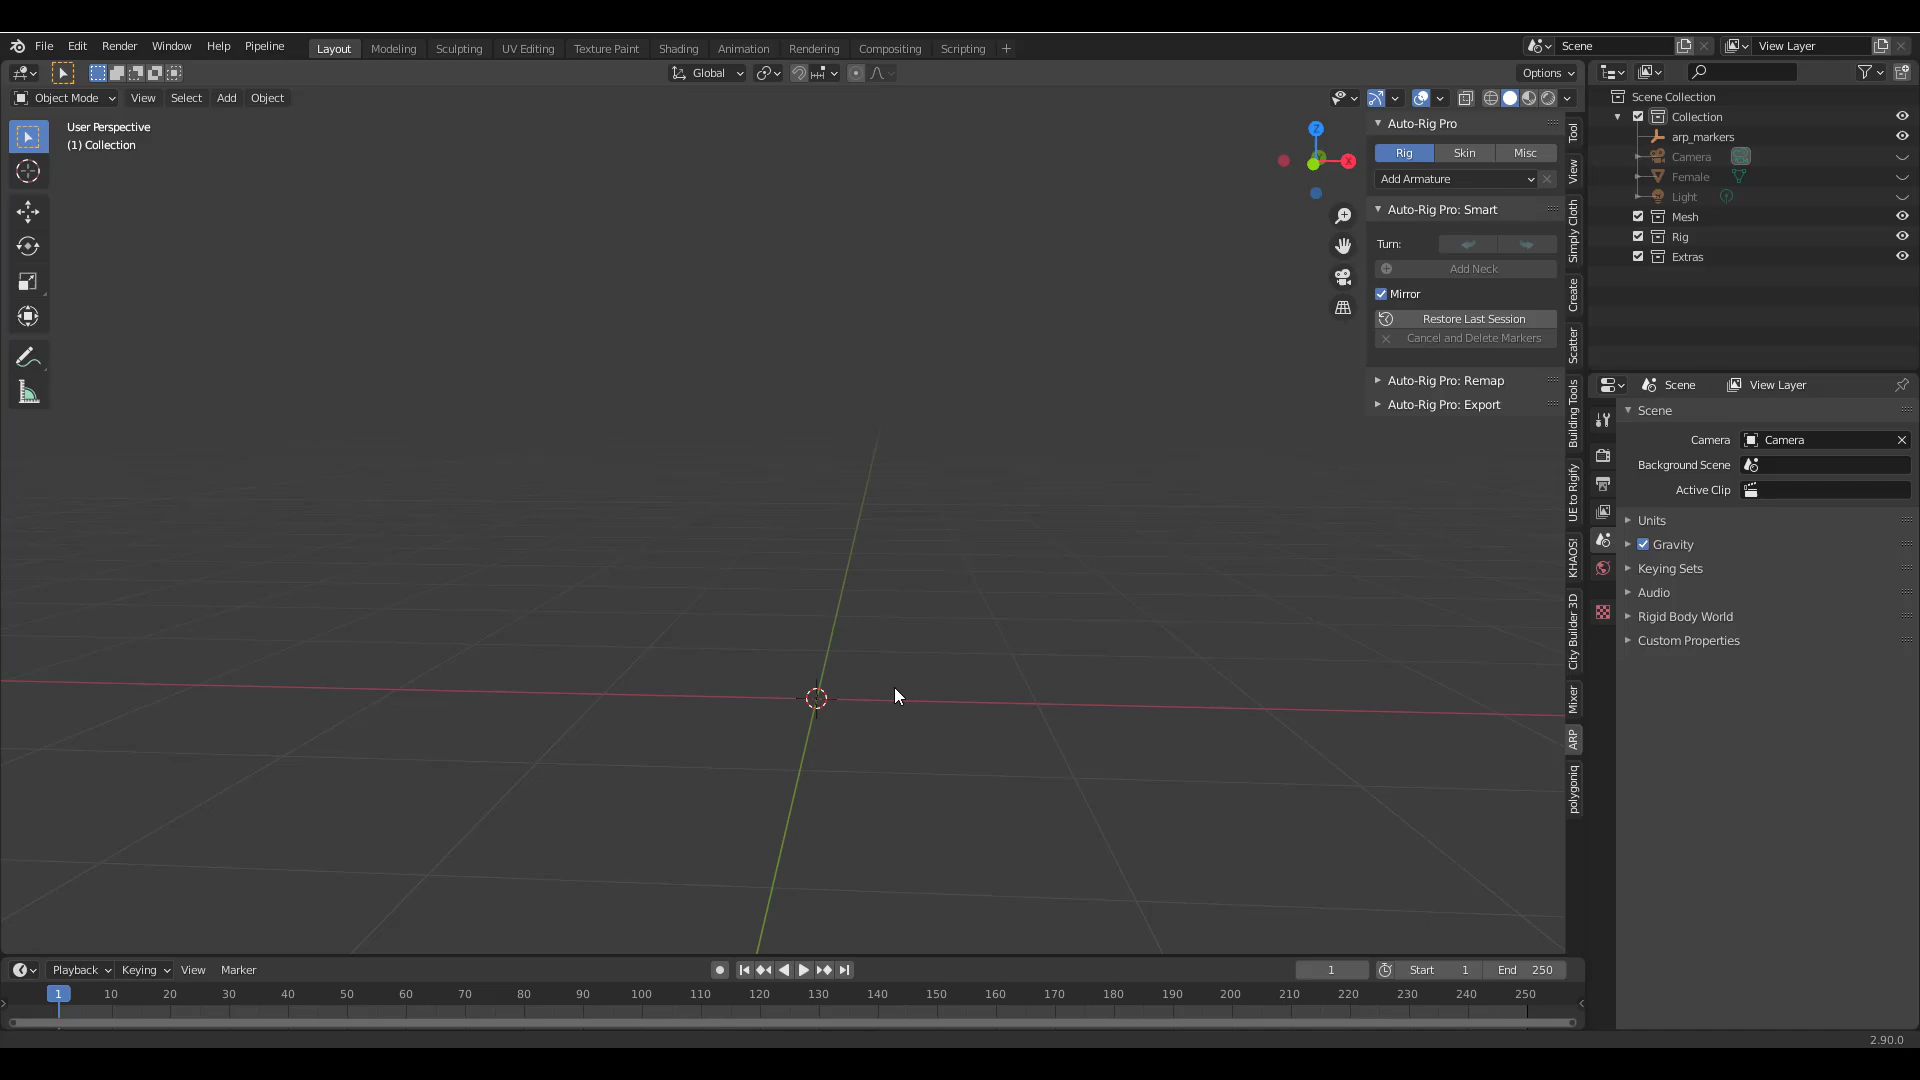 File Edit Render Window Help Pipeline Layout Modeling Sculpting UV Editing Texture Paint Shading Animation Rendering Compositing Scripting + Scene View Layer
Global Options
Object Mode View Select Add Object
User Perspective
(1) Collection
Z
X
Auto-Rig Pro
Rig Skin Misc
Add Armature
Auto-Rig Pro: Smart
Turn:
Add Neck
Mirror
Restore Last Session
Cancel and Delete Markers
Auto-Rig Pro: Remap
Auto-Rig Pro: Export
Tool
View
Simply Cloth
Create
Scatter
Building Tools
UE to Rigify
KHAOS!
City Builder 3D
Mixer
ARP
polygoniq
Scene Collection
Collection
arp_markers
Camera
Female
Light
Mesh
Rig
Extras
Scene View Layer
Scene
Camera Camera
Background Scene
Active Clip
Units
Gravity
Keying Sets
Audio
Rigid Body World
Custom Properties
Playback Keying View Marker 1 Start 1 End 250
1 10 20 30 40 50 60 70 80 90 100 110 120 130 140 150 160 170 180 190 200 210 220 230 240 250
2.90.0